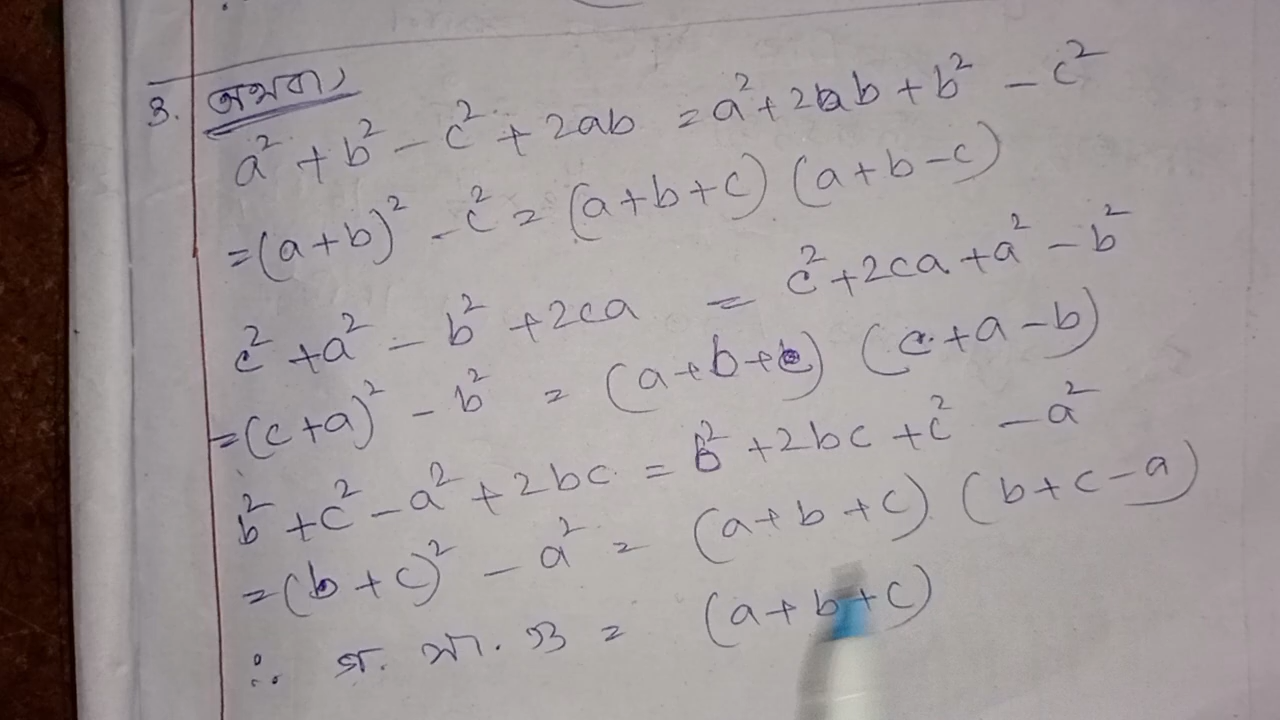 3. অথবা,
a² + b² - c² + 2ab = a² + 2ab + b² - c²
= (a+b)² - c² = (a+b+c) (a+b-c)
c² + a² - b² + 2ca = c² + 2ca + a² - b²
= (c+a)² - b² = (a+b+c) (c+a-b)
b² + c² - a² + 2bc = b² + 2bc + c² - a²
= (b+c)² - a² = (a+b+c) (b+c-a)
∴ গ. সা. গু = (a+b+c)